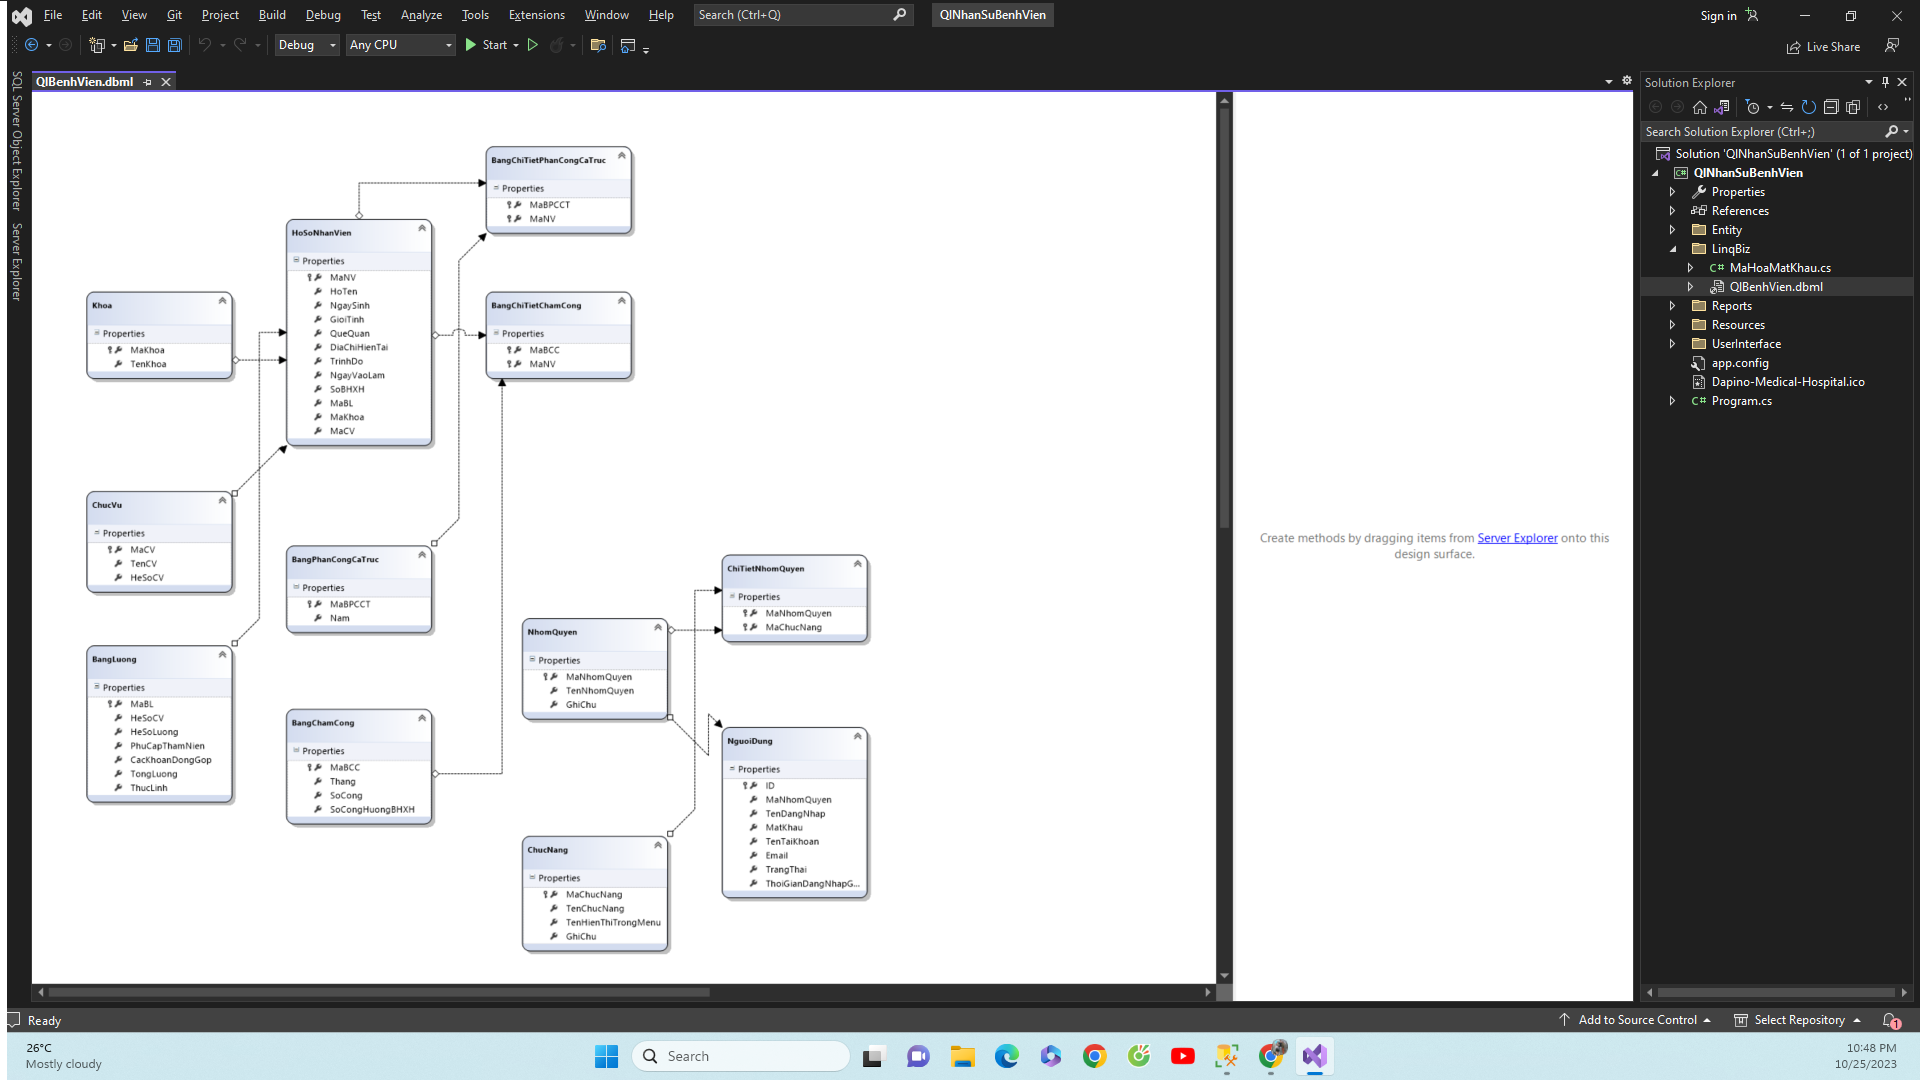 File Edit View Git Project Build Debug Test Analyze Tools Extensions Window Help Search (Ctrl+Q) QlNhanSuBenhVien Sign in
Debug Any CPU Start Live Share
SQL Server Object Explorer
Server Explorer
QlBenhVien.dbml
BangChiTietPhanCongCaTruc
Properties
MaBPCCT
MaNV
HoSoNhanVien
Properties
MaNV
HoTen
NgaySinh
GioiTinh
QueQuan
DiaChiHienTai
TrinhDo
NgayVaoLam
SoBHXH
MaBL
MaKhoa
MaCV
Khoa
Properties
MaKhoa
TenKhoa
BangChiTietChamCong
Properties
MaBCC
MaNV
ChucVu
Properties
MaCV
TenCV
HeSoCV
BangPhanCongCaTruc
Properties
MaBPCCT
Nam
BangLuong
Properties
MaBL
HeSoCV
HeSoLuong
PhuCapThamNien
CacKhoanDongGop
TongLuong
ThucLinh
BangChamCong
Properties
MaBCC
Thang
SoCong
SoCongHuongBHXH
NhomQuyen
Properties
MaNhomQuyen
TenNhomQuyen
GhiChu
ChiTietNhomQuyen
Properties
MaNhomQuyen
MaChucNang
NguoiDung
Properties
ID
MaNhomQuyen
TenDangNhap
MatKhau
TenTaiKhoan
Email
TrangThai
ThoiGianDangNhapG...
ChucNang
Properties
MaChucNang
TenChucNang
TenHienThiTrongMenu
GhiChu
Create methods by dragging items from Server Explorer onto this
design surface.
Solution Explorer
Search Solution Explorer (Ctrl+;)
Solution 'QlNhanSuBenhVien' (1 of 1 project)
C# QlNhanSuBenhVien
Properties
References
Entity
LinqBiz
C# MaHoaMatKhau.cs
QlBenhVien.dbml
Reports
Resources
UserInterface
app.config
Dapino-Medical-Hospital.ico
C# Program.cs
Ready Add to Source Control Select Repository 1
26°C
Mostly cloudy
Search
10:48 PM
10/25/2023